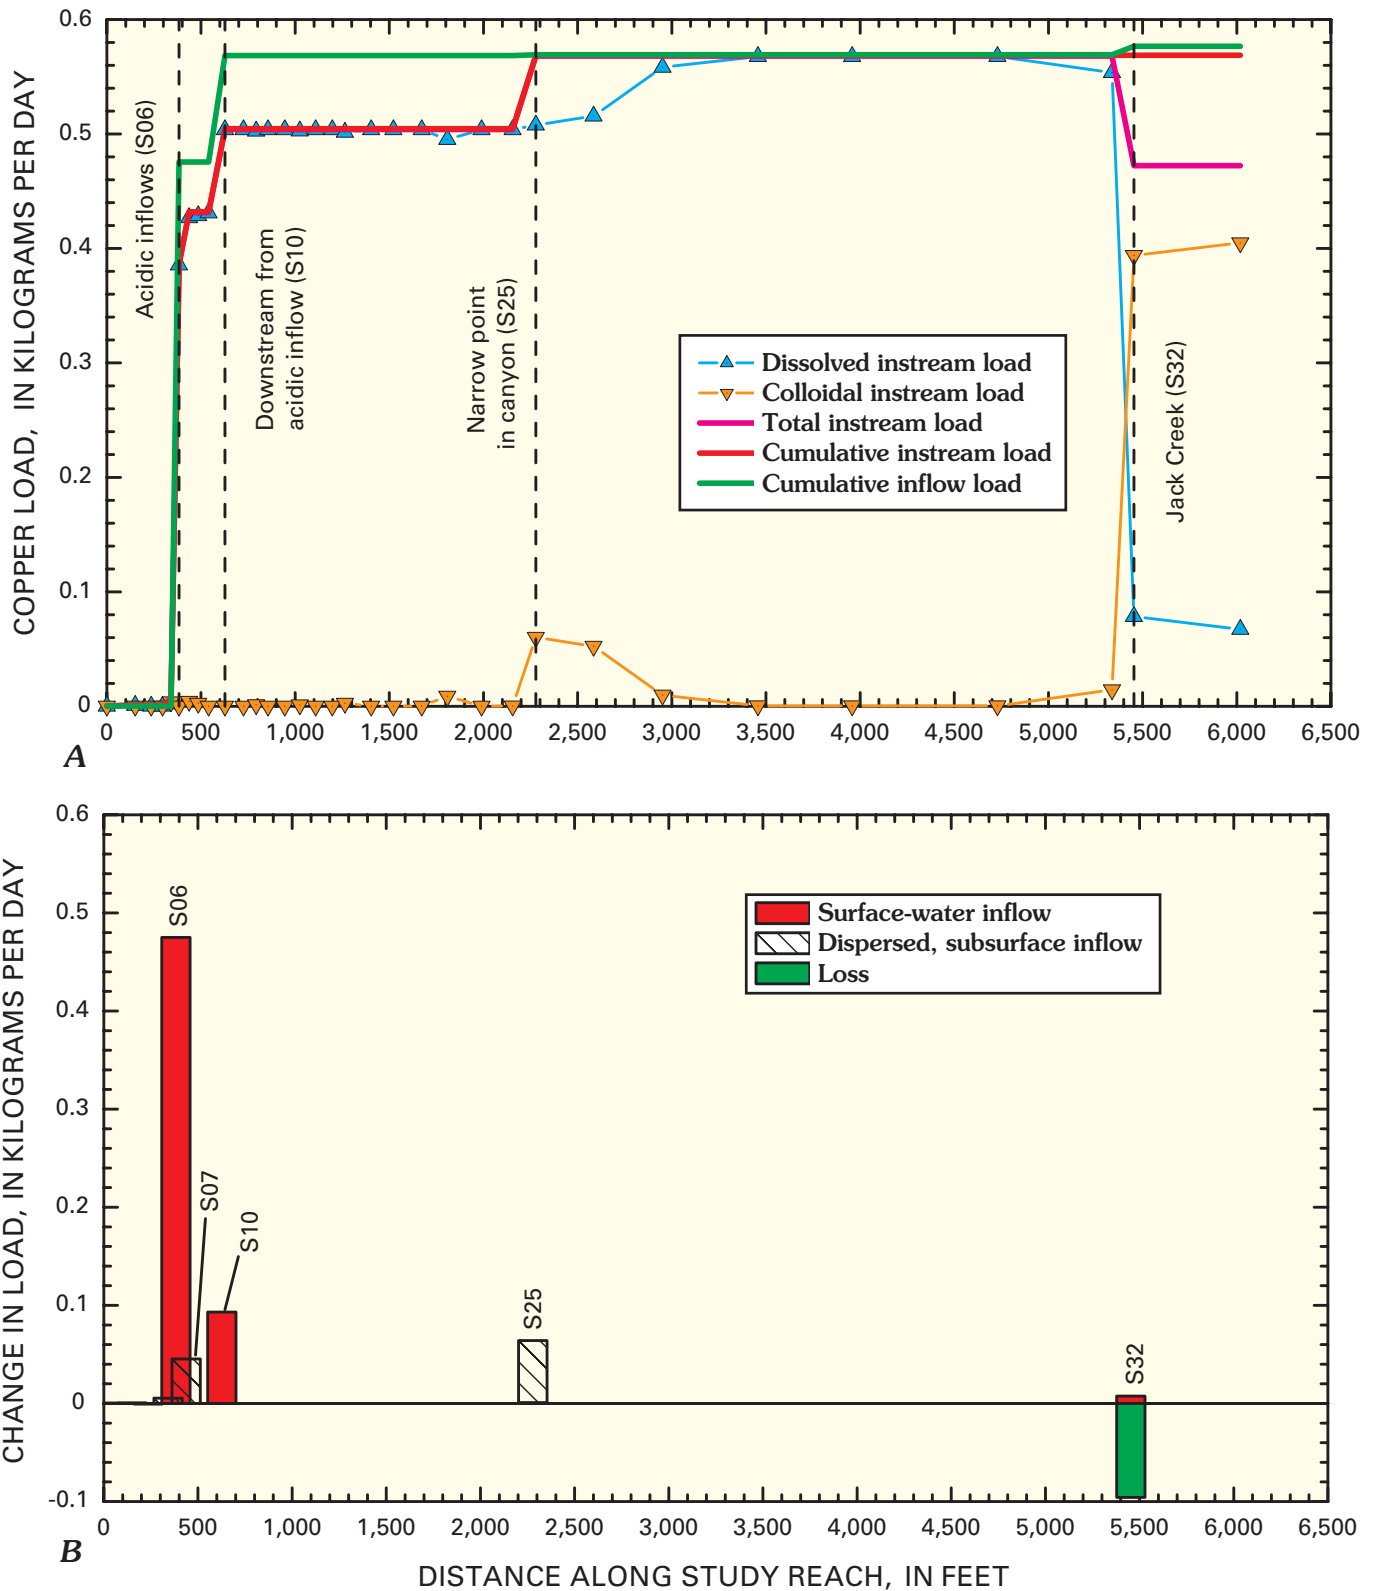 0.6
0.5
0.4
0.3
0.2
0.1
0
COPPER LOAD, IN KILOGRAMS PER DAY
Acidic inflows (S06)
Downstream from
acidic inflow (S10)
Narrow point
in canyon (S25)
Jack Creek (S32)
Dissolved instream load
Colloidal instream load
Total instream load
Cumulative instream load
Cumulative inflow load
0 500 1,000 1,500 2,000 2,500 3,000 3,500 4,000 4,500 5,000 5,500 6,000 6,500
A
0.6
0.5
0.4
0.3
0.2
0.1
0
-0.1
CHANGE IN LOAD, IN KILOGRAMS PER DAY
S06
S07
S10
S25
S32
Surface-water inflow
Dispersed, subsurface inflow
Loss
0 500 1,000 1,500 2,000 2,500 3,000 3,500 4,000 4,500 5,000 5,500 6,000 6,500
B
DISTANCE ALONG STUDY REACH, IN FEET